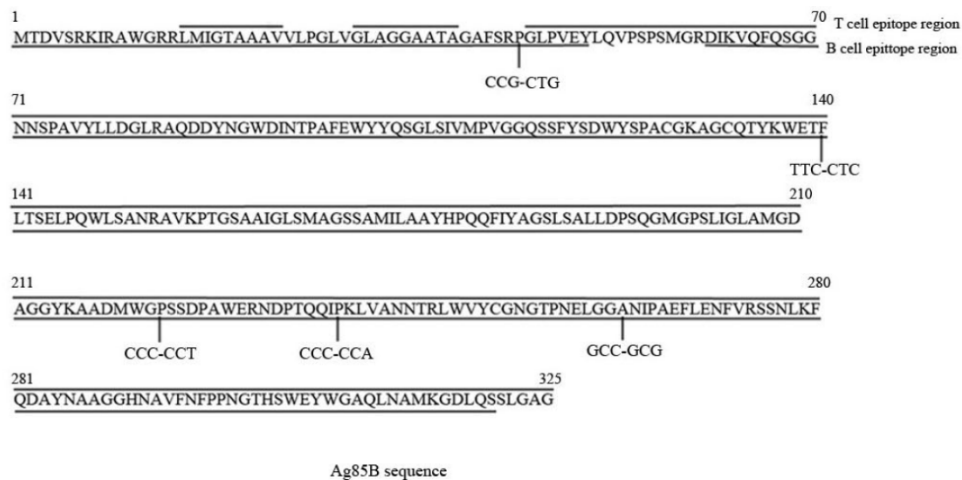 1 70
MTDVSRKIRAWGRRLMIGTAAAVVLPGLVGLAGGAATAGAFSRPGLPVEYLQVPSPSMGRDIKVQFQSGG T cell epitope region
B cell epittope region
CCG-CTG
71 140
NNSPAVYLLDGLRAQDDYNGWDINTPAFEWYYQSGLSIVMPVGGQSSFYSDWYSPACGKAGCQTYKWETF
TTC-CTC
141 210
LTSELPQWLSANRAVKPTGSAAIGLSMAGSSAMILAAYHPQQFIYAGSLSALLDPSQGMGPSLIGLAMGD
211 280
AGGYKAADMWGPSSDPAWERNDPTQQIPKLVANNTRLWVYCGNGTPNELGGANIPAEFLENFVRSSNLKF
CCC-CCT CCC-CCA GCC-GCG
281 325
QDAYNAAGGHNAVFNFPPNGTHSWEYWGAQLNAMKGDLQSSLGAG
Ag85B sequence